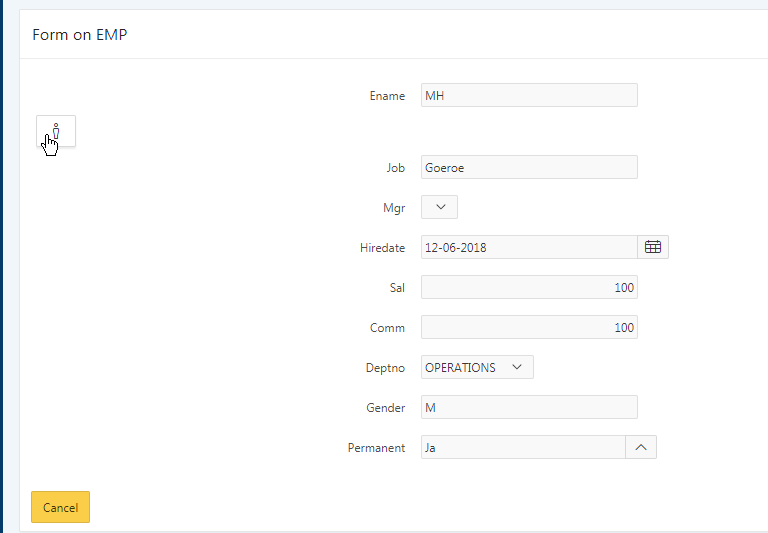 Form on EMP
Ename MH
Job Goeroe
Mgr
Hiredate 12-06-2018
Sal 100
Comm 100
Deptno OPERATIONS
Gender M
Permanent Ja
Cancel